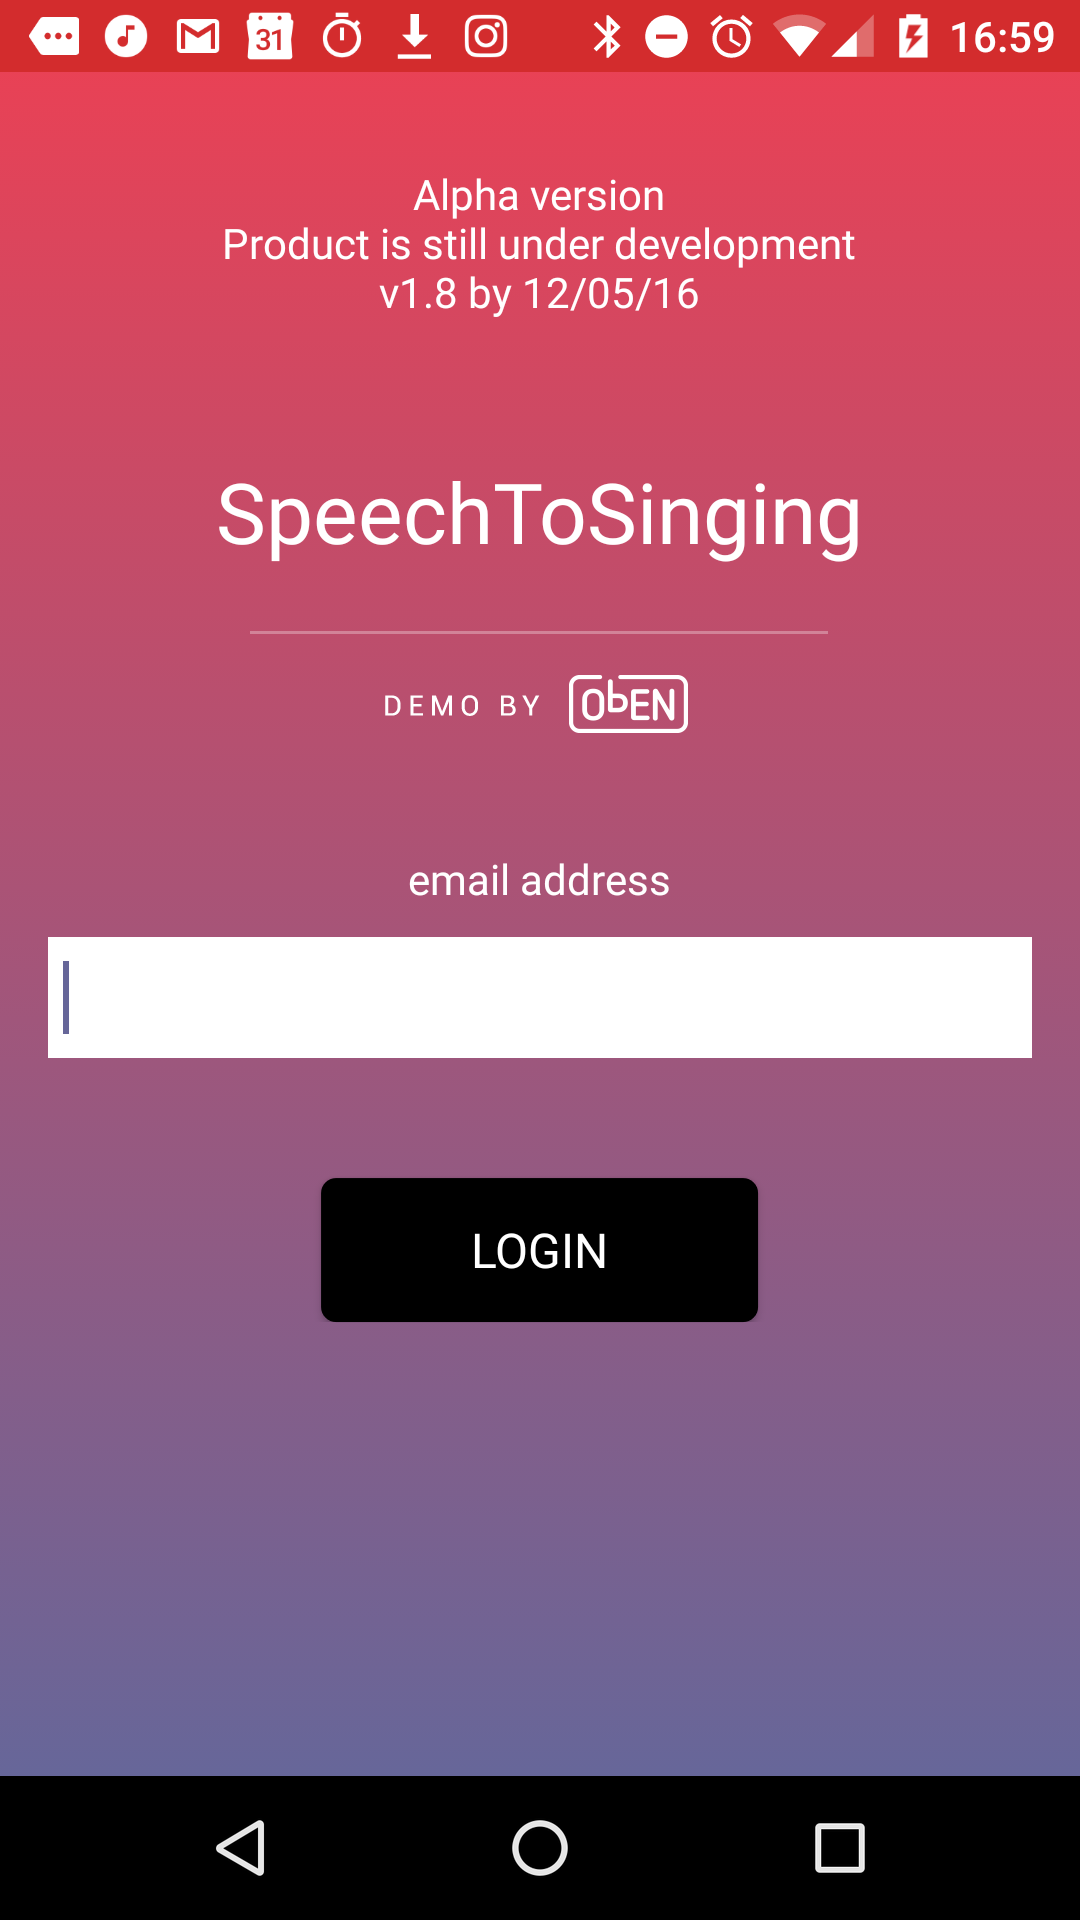 31 16:59
Alpha version
Product is still under development
v1.8 by 12/05/16
SpeechToSinging
DEMO BY ObEN
email address
LOGIN